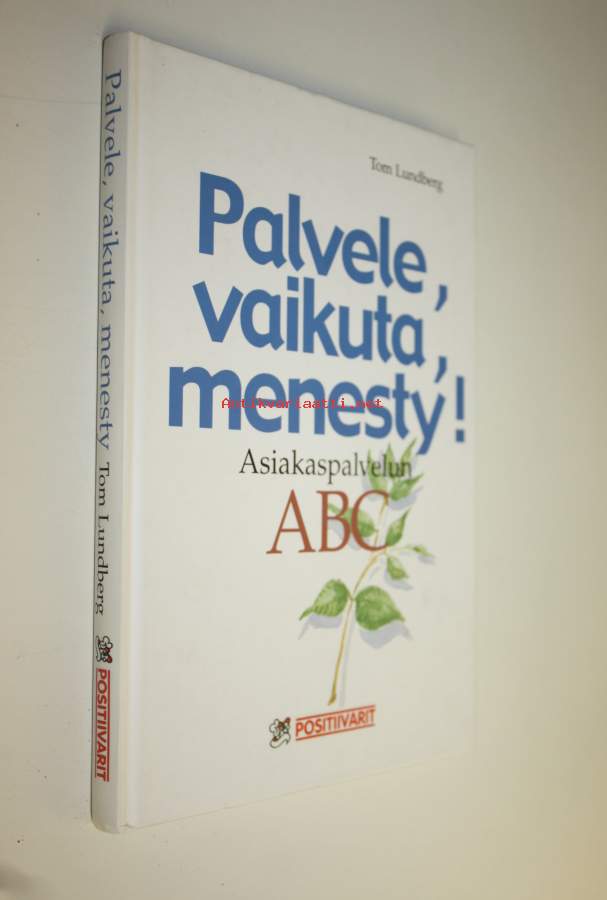 Palvele, vaikuta, menesty Tom Lundberg
POSITIIVARIT
Tom Lundberg
Palvele,
vaikuta,
menesty!
Antikvariaatti.net
Asiakaspalvelun
ABC
POSITIIVARIT